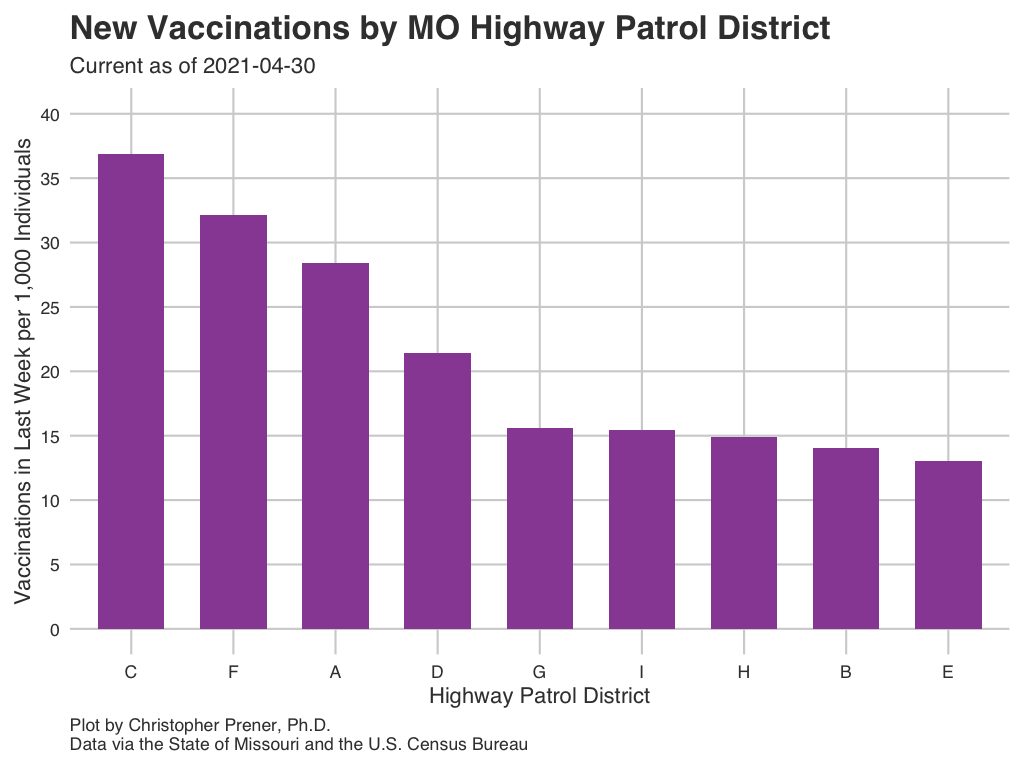 New Vaccinations by MO Highway Patrol District
Current as of 2021-04-30
Vaccinations in Last Week per 1,000 Individuals
40
35
30
25
20
15
10
5
0
C F A D G I H B E
Highway Patrol District
Plot by Christopher Prener, Ph.D.
Data via the State of Missouri and the U.S. Census Bureau